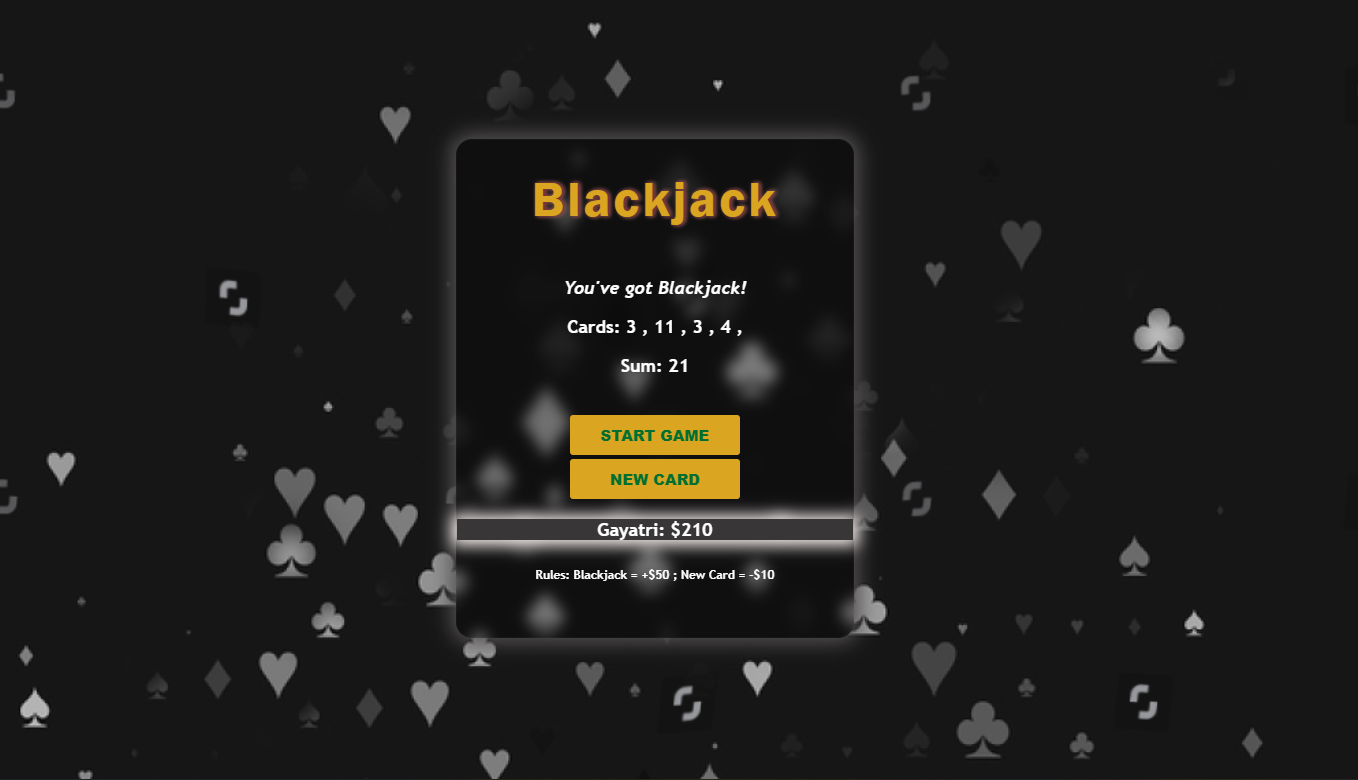 Blackjack
You've got Blackjack!
Cards: 3 , 11 , 3 , 4 ,
Sum: 21
START GAME
NEW CARD
Gayatri: $210
Rules: Blackjack = +$50 ; New Card = -$10